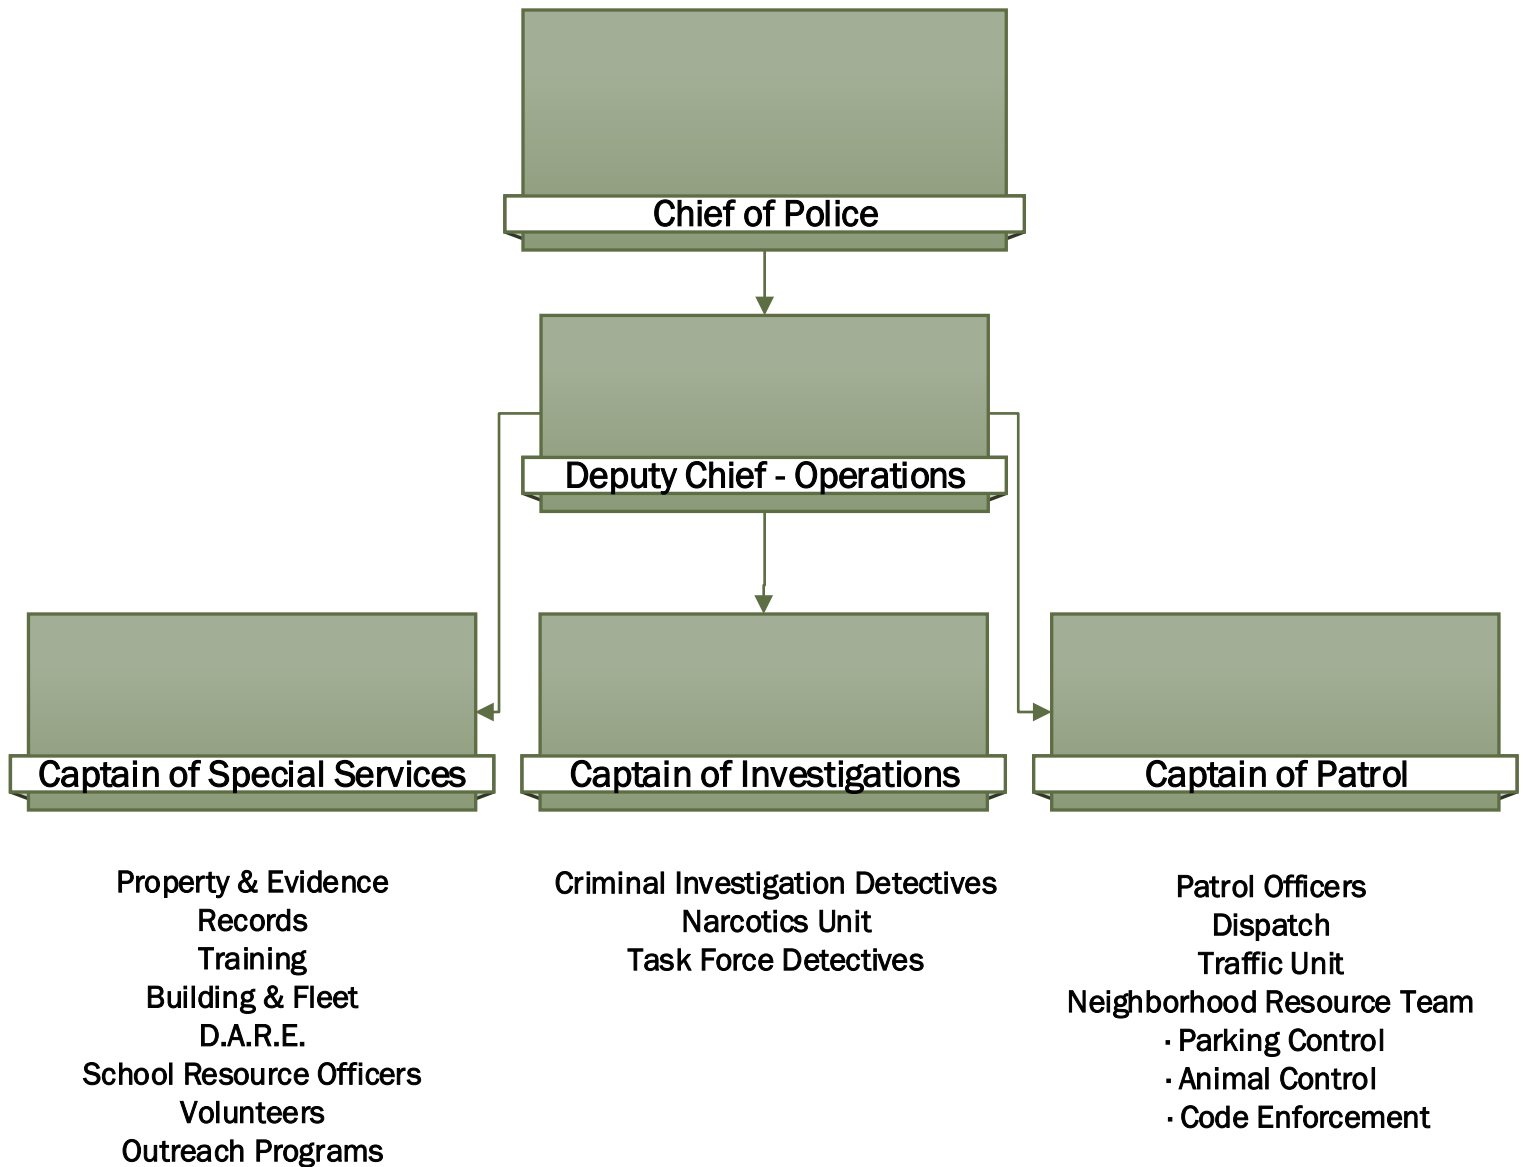 Chief of Police
Deputy Chief - Operations
Captain of Special Services
Captain of Investigations
Captain of Patrol
Property & Evidence
Records
Training
Building & Fleet
D.A.R.E.
School Resource Officers
Volunteers
Outreach Programs
Criminal Investigation Detectives
Narcotics Unit
Task Force Detectives
Patrol Officers
Dispatch
Traffic Unit
Neighborhood Resource Team
· Parking Control
· Animal Control
· Code Enforcement